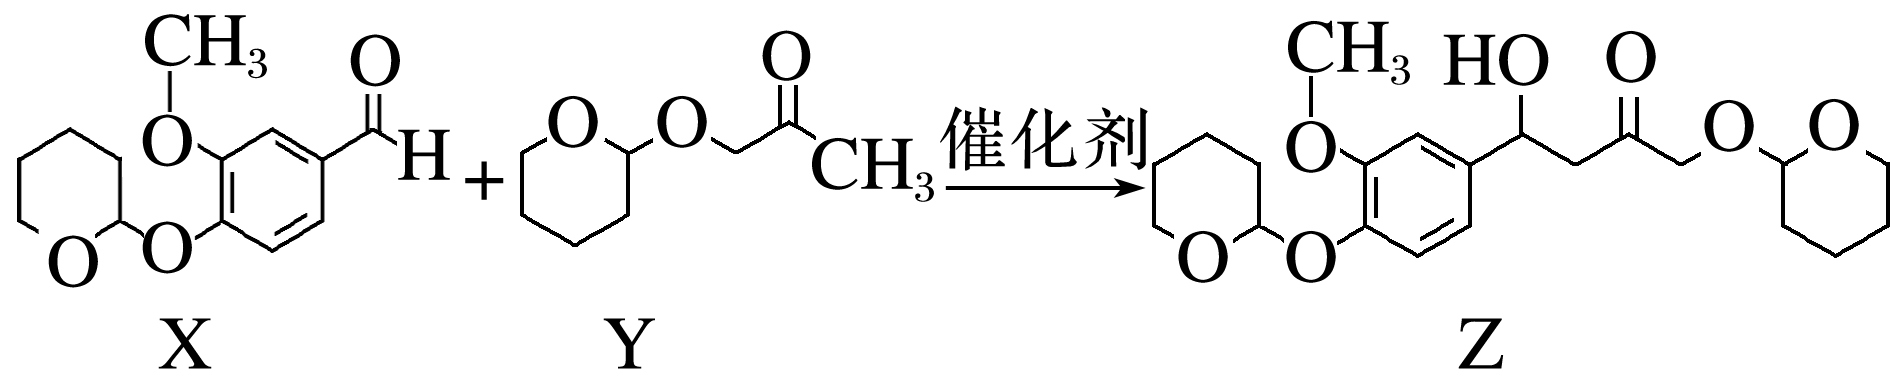 CH3 O O H O O + O O O CH3 催化剂 CH3 HO O O O O O O
X Y Z